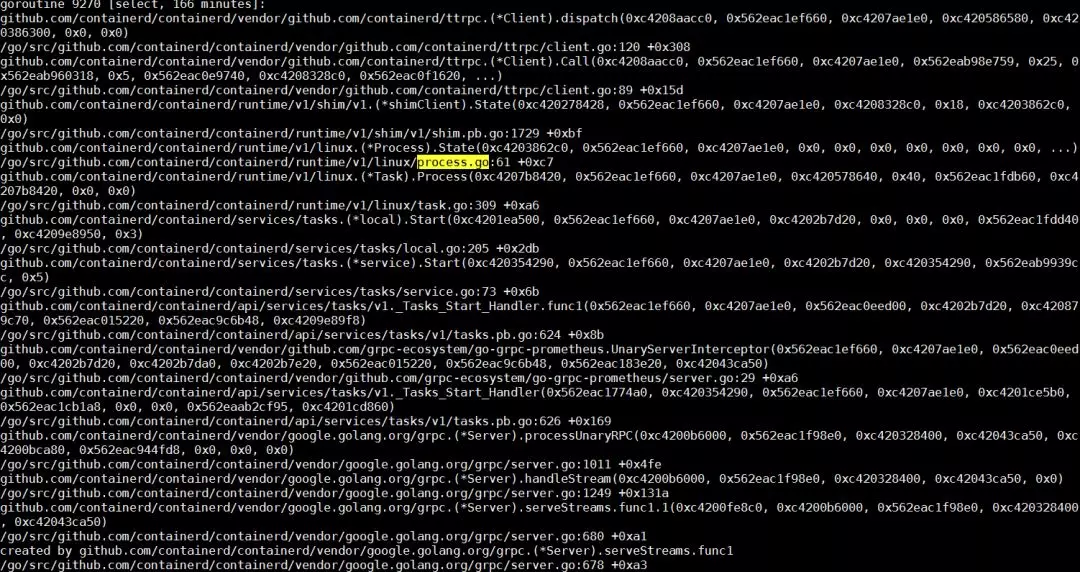 goroutine 9270 [select, 166 minutes]:
github.com/containerd/containerd/vendor/github.com/containerd/ttrpc.(*Client).dispatch(0xc4208aacc0, 0x562eac1ef660, 0xc4207ae1e0, 0xc420586580, 0xc42
0386300, 0x0, 0x0)
/go/src/github.com/containerd/containerd/vendor/github.com/containerd/ttrpc/client.go:120 +0x308
github.com/containerd/containerd/vendor/github.com/containerd/ttrpc.(*Client).Call(0xc4208aacc0, 0x562eac1ef660, 0xc4207ae1e0, 0x562eab98e759, 0x25, 0
x562eab960318, 0x5, 0x562eac0e9740, 0xc4208328c0, 0x562eac0f1620, ...)
/go/src/github.com/containerd/containerd/vendor/github.com/containerd/ttrpc/client.go:89 +0x15d
github.com/containerd/containerd/runtime/v1/shim/v1.(*shimClient).State(0xc420278428, 0x562eac1ef660, 0xc4207ae1e0, 0xc4208328c0, 0x18, 0xc4203862c0, 
0x0)
/go/src/github.com/containerd/containerd/runtime/v1/shim/v1/shim.pb.go:1729 +0xbf
github.com/containerd/containerd/runtime/v1/linux.(*Process).State(0xc4203862c0, 0x562eac1ef660, 0xc4207ae1e0, 0x0, 0x0, 0x0, 0x0, 0x0, 0x0, ...)
/go/src/github.com/containerd/containerd/runtime/v1/linux/process.go:61 +0xc7
github.com/containerd/containerd/runtime/v1/linux.(*Task).Process(0xc4207b8420, 0x562eac1ef660, 0xc4207ae1e0, 0xc420578640, 0x40, 0x562eac1fdb60, 0xc4
207b8420, 0x0, 0x0)
/go/src/github.com/containerd/containerd/runtime/v1/linux/task.go:309 +0xa6
github.com/containerd/containerd/services/tasks.(*local).Start(0xc4201ea500, 0x562eac1ef660, 0xc4207ae1e0, 0xc4202b7d20, 0x0, 0x0, 0x0, 0x562eac1fdd40
, 0xc4209e8950, 0x3)
/go/src/github.com/containerd/containerd/services/tasks/local.go:205 +0x2db
github.com/containerd/containerd/services/tasks.(*service).Start(0xc420354290, 0x562eac1ef660, 0xc4207ae1e0, 0xc4202b7d20, 0xc420354290, 0x562eab9939c
c, 0x5)
/go/src/github.com/containerd/containerd/services/tasks/service.go:73 +0x6b
github.com/containerd/containerd/api/services/tasks/v1._Tasks_Start_Handler.func1(0x562eac1ef660, 0xc4207ae1e0, 0x562eac0eed00, 0xc4202b7d20, 0xc42087
9c70, 0x562eac015220, 0x562eac9c6b48, 0xc4209e89f8)
/go/src/github.com/containerd/containerd/api/services/tasks/v1/tasks.pb.go:624 +0x8b
github.com/containerd/containerd/vendor/github.com/grpc-ecosystem/go-grpc-prometheus.UnaryServerInterceptor(0x562eac1ef660, 0xc4207ae1e0, 0x562eac0eed
00, 0xc4202b7d20, 0xc4202b7da0, 0xc4202b7e20, 0x562eac015220, 0x562eac9c6b48, 0x562eac183e20, 0xc42043ca50)
/go/src/github.com/containerd/containerd/vendor/github.com/grpc-ecosystem/go-grpc-prometheus/server.go:29 +0xa6
github.com/containerd/containerd/api/services/tasks/v1._Tasks_Start_Handler(0x562eac1774a0, 0xc420354290, 0x562eac1ef660, 0xc4207ae1e0, 0xc4201ce5b0, 
0x562eac1cb1a8, 0x0, 0x0, 0x562eaab2cf95, 0xc4201cd860)
/go/src/github.com/containerd/containerd/api/services/tasks/v1/tasks.pb.go:626 +0x169
github.com/containerd/containerd/vendor/google.golang.org/grpc.(*Server).processUnaryRPC(0xc4200b6000, 0x562eac1f98e0, 0xc420328400, 0xc42043ca50, 0xc
4200bca80, 0x562eac944fd8, 0x0, 0x0, 0x0)
/go/src/github.com/containerd/containerd/vendor/google.golang.org/grpc/server.go:1011 +0x4fe
github.com/containerd/containerd/vendor/google.golang.org/grpc.(*Server).handleStream(0xc4200b6000, 0x562eac1f98e0, 0xc420328400, 0xc42043ca50, 0x0)
/go/src/github.com/containerd/containerd/vendor/google.golang.org/grpc/server.go:1249 +0x131a
github.com/containerd/containerd/vendor/google.golang.org/grpc.(*Server).serveStreams.func1.1(0xc4200fe8c0, 0xc4200b6000, 0x562eac1f98e0, 0xc420328400
, 0xc42043ca50)
/go/src/github.com/containerd/containerd/vendor/google.golang.org/grpc/server.go:680 +0xa1
created by github.com/containerd/containerd/vendor/google.golang.org/grpc.(*Server).serveStreams.func1
/go/src/github.com/containerd/containerd/vendor/google.golang.org/grpc/server.go:678 +0xa3